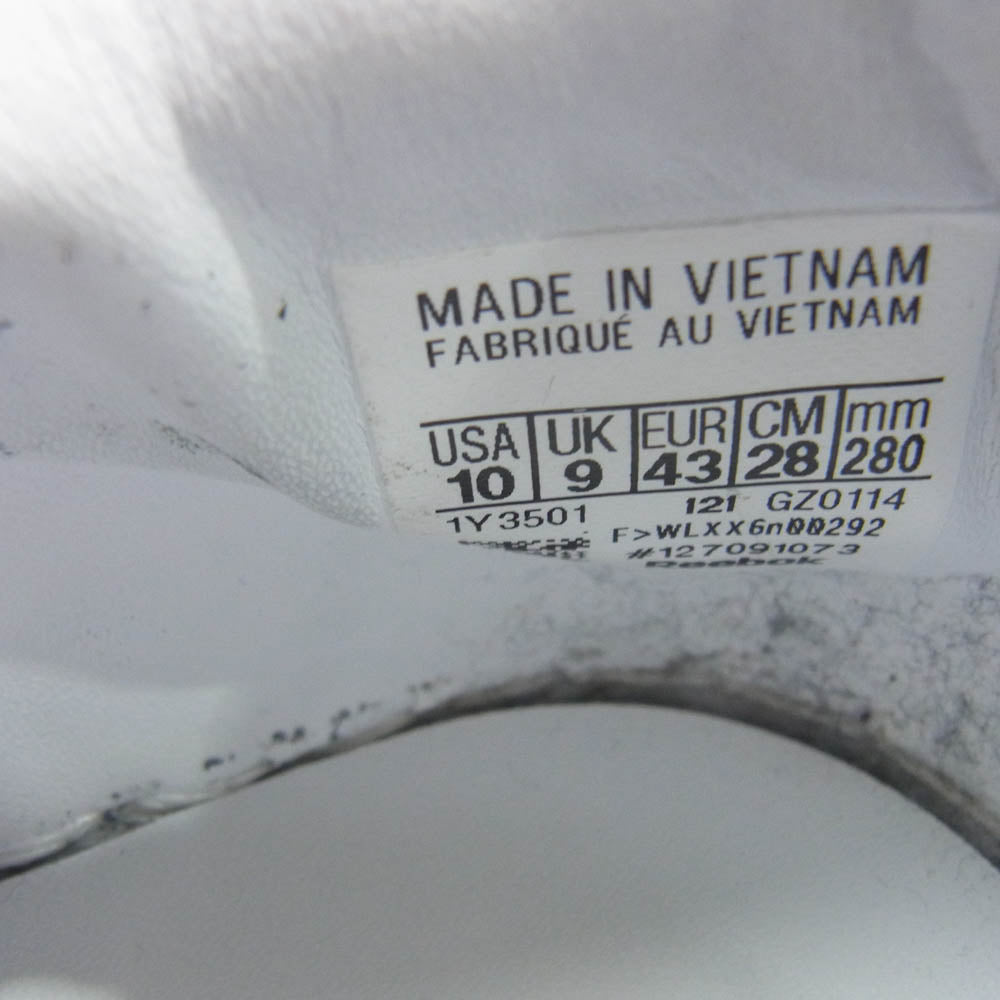 MADE IN VIETNAM
FABRIQUÉ AU VIETNAM
USA UK EUR CM mm
10 9 43 28 280
1Y3501 121 GZ0114
F>WLXX6n00292
#127091073
Reebok